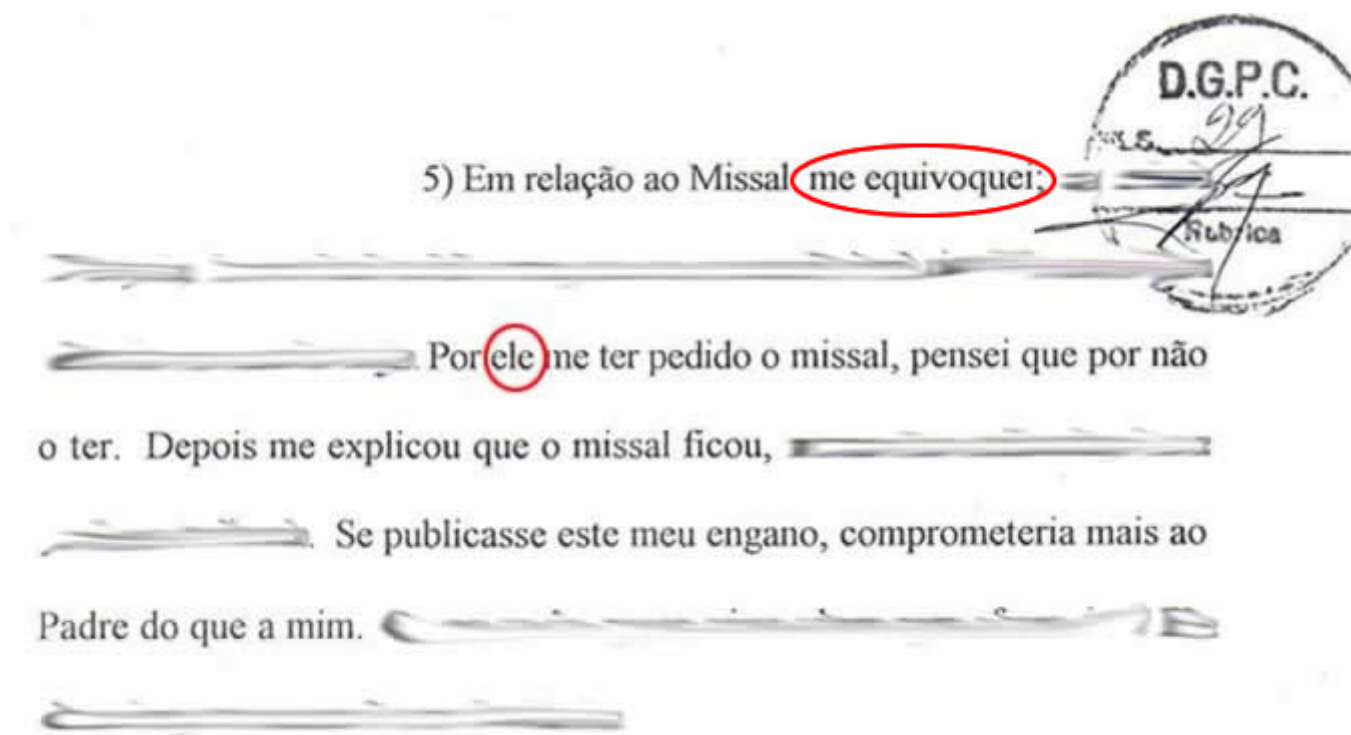 D.G.P.C.
5) Em relação ao Missal me equivoquei;
Rubrica
Por ele me ter pedido o missal, pensei que por não
o ter. Depois me explicou que o missal ficou,
Se publicasse este meu engano, comprometeria mais ao
Padre do que a mim.